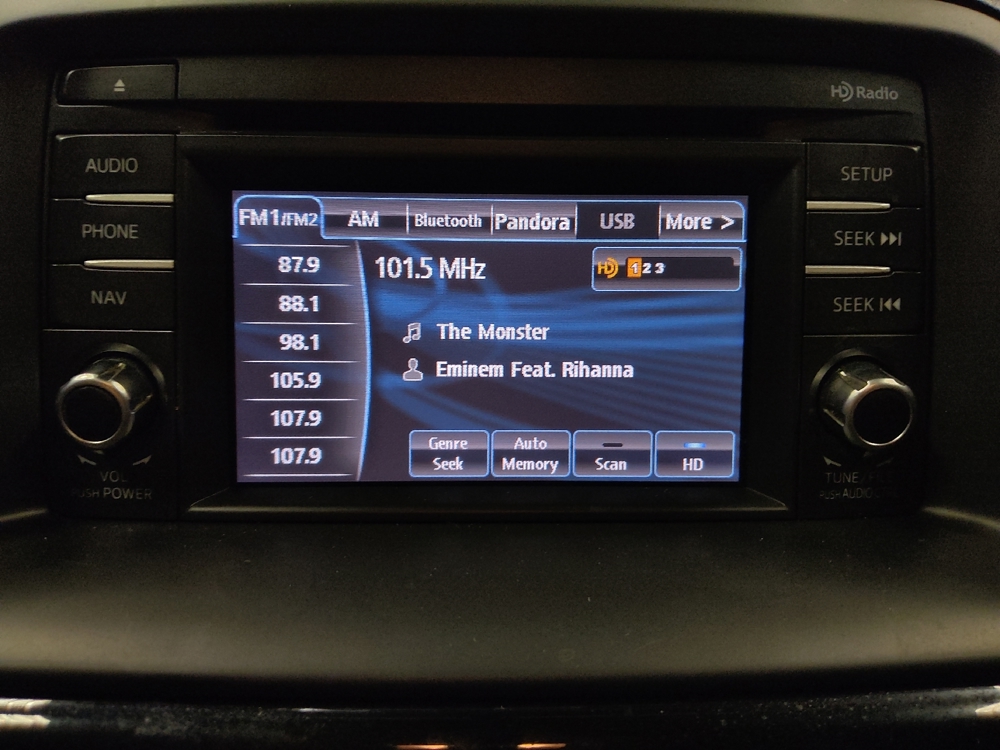 HD Radio
AUDIO
PHONE
NAV
VOL
PUSH POWER
FM1/FM2
AM
Bluetooth
Pandora
USB
More >
87.9
88.1
98.1
105.9
107.9
107.9
101.5 MHz
HD 1 2 3
The Monster
Eminem Feat. Rihanna
Genre Seek
Auto Memory
Scan
HD
SETUP
SEEK
SEEK
TUNE
PUSH AUDIO